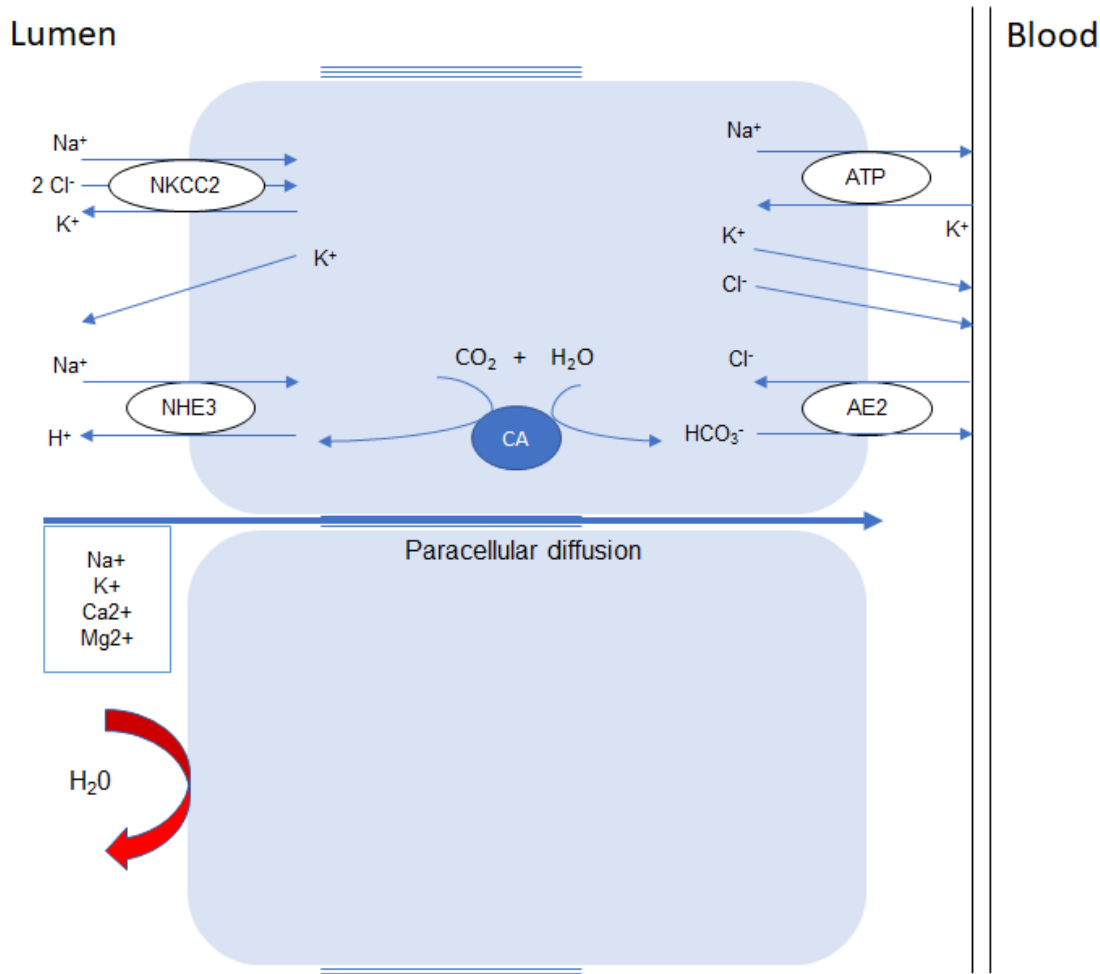 Lumen
Blood
Na⁺
2 Cl⁻
NKCC2
K⁺
K⁺
Na⁺
NHE3
H⁺
CO₂ + H₂O
CA
Na⁺
ATP
K⁺
K⁺
Cl⁻
Cl⁻
AE2
HCO₃⁻
Paracellular diffusion
Na+
K+
Ca2+
Mg2+
H₂0